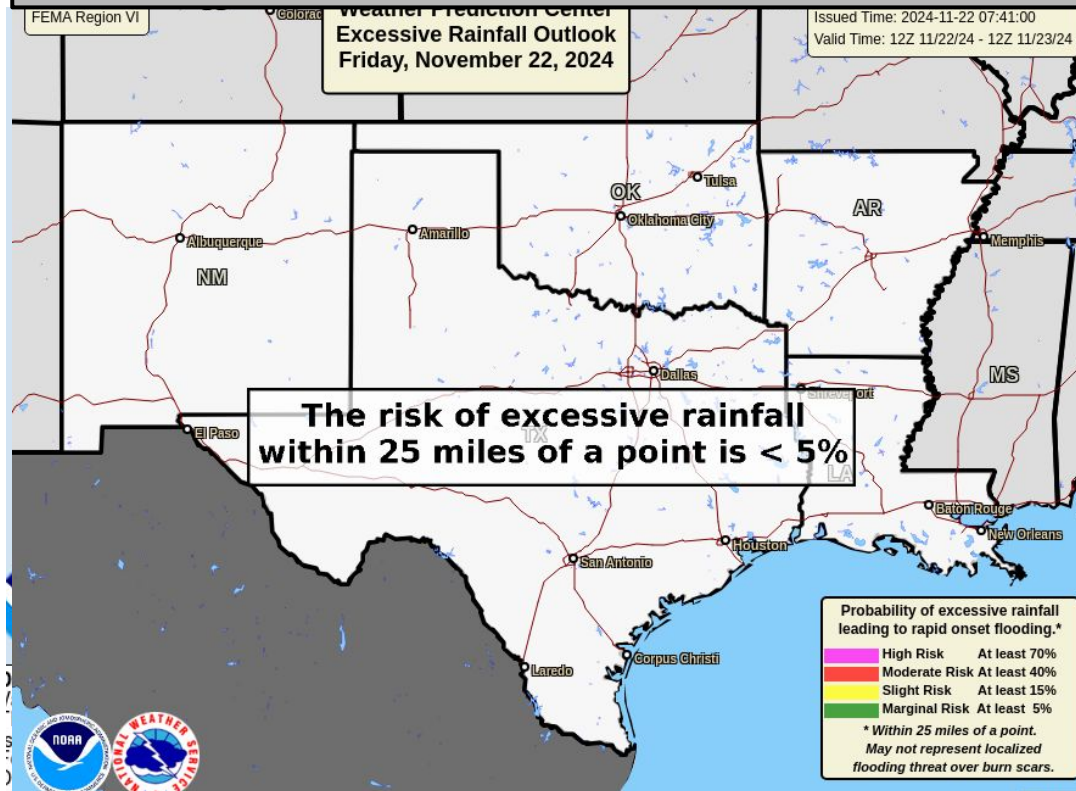 FEMA Region VI
Weather Prediction Center
Excessive Rainfall Outlook
Friday, November 22, 2024
Issued Time: 2024-11-22 07:41:00
Valid Time: 12Z 11/22/24 - 12Z 11/23/24
Tulsa
OK
Oklahoma City
AR
Amarillo
Albuquerque
Memphis
NM
Dallas
MS
Shreveport
The risk of excessive rainfall
within 25 miles of a point is < 5%
El Paso
TX
LA
Baton Rouge
New Orleans
Houston
San Antonio
Corpus Christi
Laredo
Probability of excessive rainfall
leading to rapid onset flooding.*
High Risk At least 70%
Moderate Risk At least 40%
Slight Risk At least 15%
Marginal Risk At least 5%
* Within 25 miles of a point.
May not represent localized
flooding threat over burn scars.
NOAA
NATIONAL WEATHER SERVICE